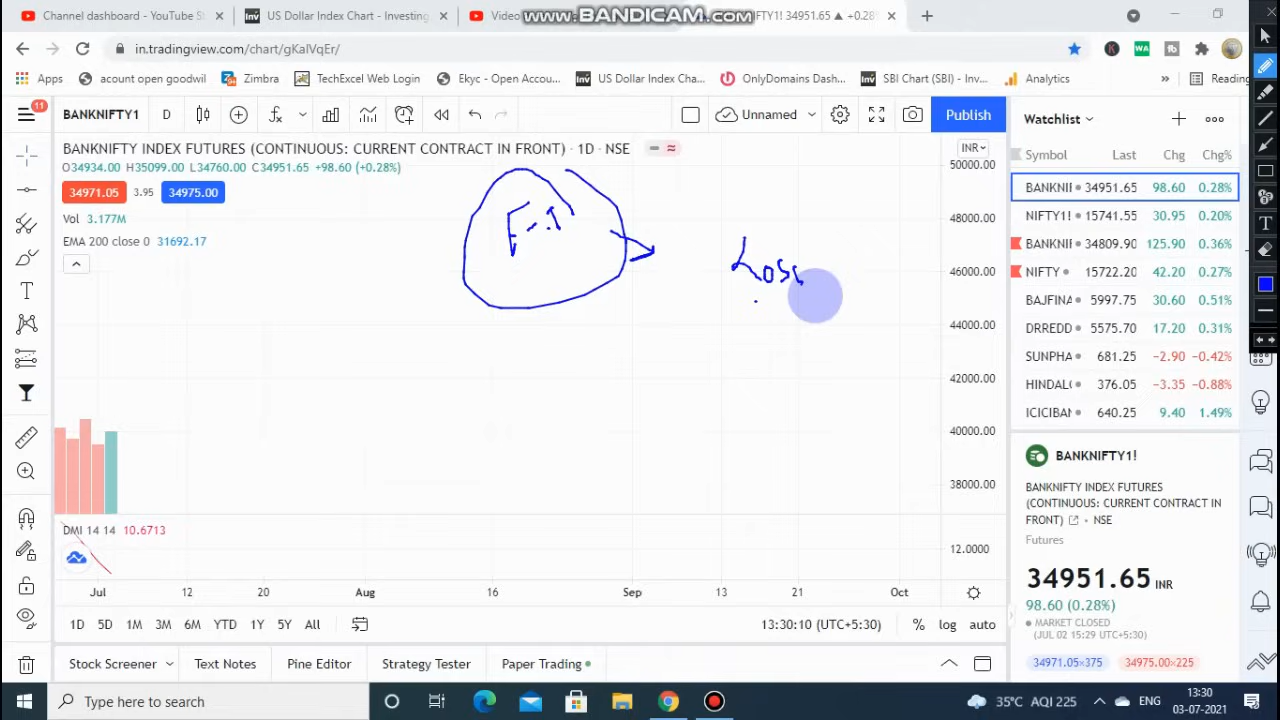 Channel dashboard - YouTube St
US Dollar Index Chart - Investing
Video
WWW.BANDICAM.COM
NIFTY1! 34951.65 ▲ +0.28%
in.tradingview.com/chart/gKaIVqEr/
Apps
acount open goodwil
Zimbra
TechExcel Web Login
Ekyc - Open Accou...
US Dollar Index Cha...
OnlyDomains Dash...
SBI Chart (SBI) - Inv...
Analytics
Reading
11
BANKNIFTY1
D
Unnamed
Publish
Watchlist
BANKNIFTY INDEX FUTURES (CONTINUOUS: CURRENT CONTRACT IN FRONT) · 1D · NSE
INR
O34934.00 H35099.00 L34760.00 C34951.65 +98.60 (+0.28%)
34971.05 3.95 34975.00
Vol 3.177M
EMA 200 close 0 31692.17
Loss
50000.00
48000.00
46000.00
44000.00
42000.00
40000.00
38000.00
DMI 14 14 10.6713
12.0000
Jul 12 20 Aug 16 Sep 13 21 Oct
1D 5D 1M 3M 6M YTD 1Y 5Y All
13:30:10 (UTC+5:30) % log auto
Stock Screener Text Notes Pine Editor Strategy Tester Paper Trading
Symbol Last Chg Chg%
BANKNIF 34951.65 98.60 0.28%
NIFTY1! 15741.55 30.95 0.20%
BANKNIF 34809.90 125.90 0.36%
NIFTY 15722.20 42.20 0.27%
BAJFINA 5997.75 30.60 0.51%
DRREDD 5575.70 17.20 0.31%
SUNPHA 681.25 −2.90 −0.42%
HINDALC 376.05 −3.35 −0.88%
ICICIBAN 640.25 9.40 1.49%
BANKNIFTY1!
BANKNIFTY INDEX FUTURES
(CONTINUOUS: CURRENT CONTRACT IN
FRONT) • NSE
Futures
34951.65 INR
98.60 (0.28%)
MARKET CLOSED
(JUL 02 15:29 UTC+5:30)
34971.05×375 34975.00×225
Type here to search
35°C AQI 225
ENG
13:30
03-07-2021